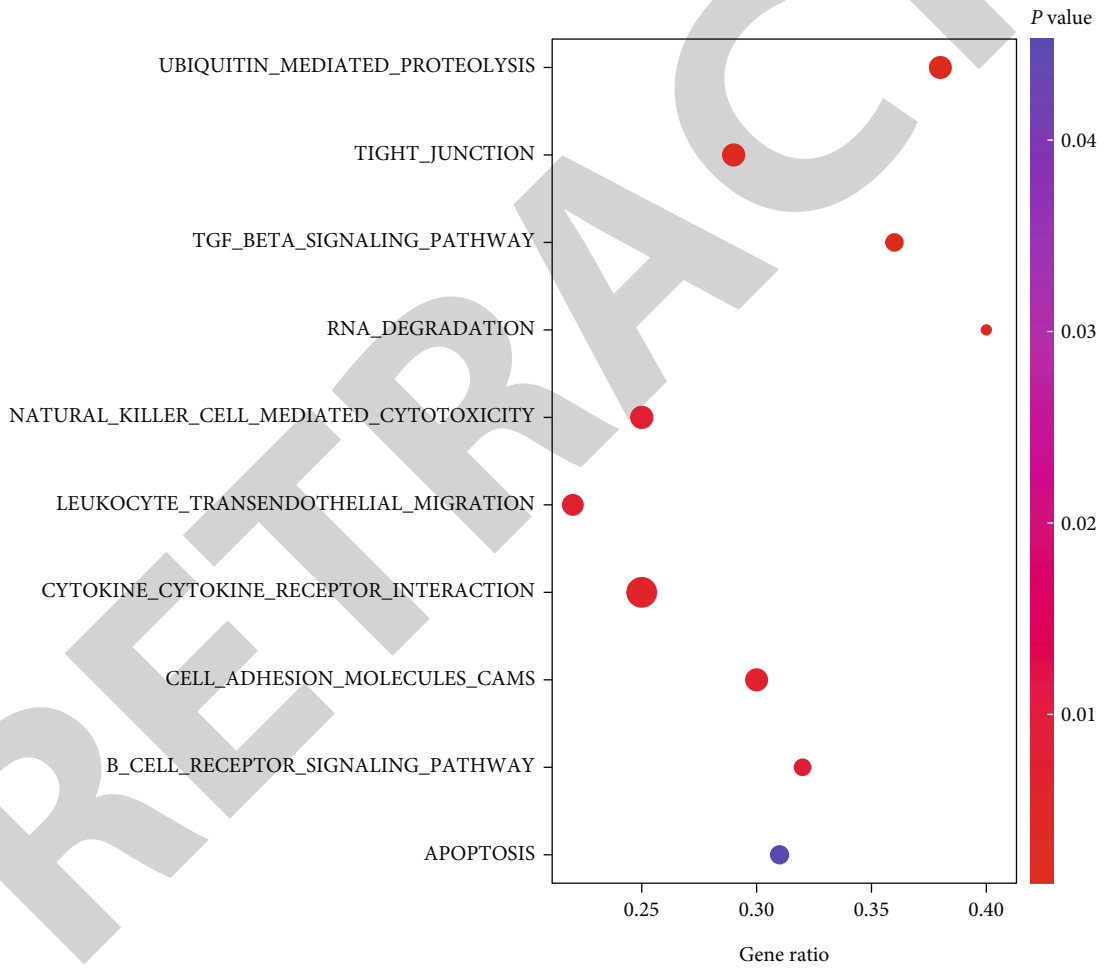 P value
UBIQUITIN_MEDIATED_PROTEOLYSIS
TIGHT_JUNCTION
TGF_BETA_SIGNALING_PATHWAY
RNA_DEGRADATION
NATURAL_KILLER_CELL_MEDIATED_CYTOTOXICITY
LEUKOCYTE_TRANSENDOTHELIAL_MIGRATION
CYTOKINE_CYTOKINE_RECEPTOR_INTERACTION
CELL_ADHESION_MOLECULES_CAMS
B_CELL_RECEPTOR_SIGNALING_PATHWAY
APOPTOSIS
0.04
0.03
0.02
0.01
0.25 0.30 0.35 0.40
Gene ratio
RETRACT